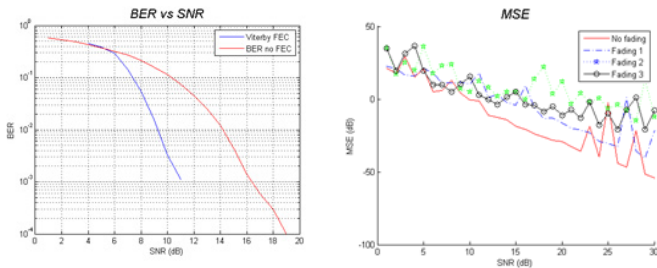 BER vs SNR
Viterby FEC
BER no FEC
10^0
10^-1
10^-2
10^-3
10^-4
BER
0 2 4 6 8 10 12 14 16 18 20
SNR (dB)
MSE
No fading
Fading 1
Fading 2
Fading 3
50
0
-50
-100
MSE (dB)
0 5 10 15 20 25 30
SNR (dB)